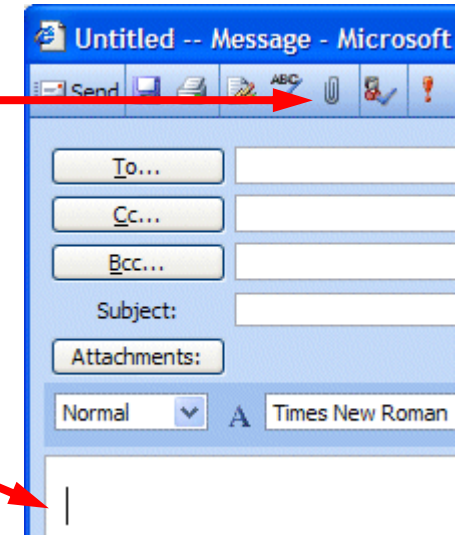 Untitled -- Message - Microsoft
Send ABC
To...
Cc...
Bcc...
Subject:
Attachments:
Normal A Times New Roman